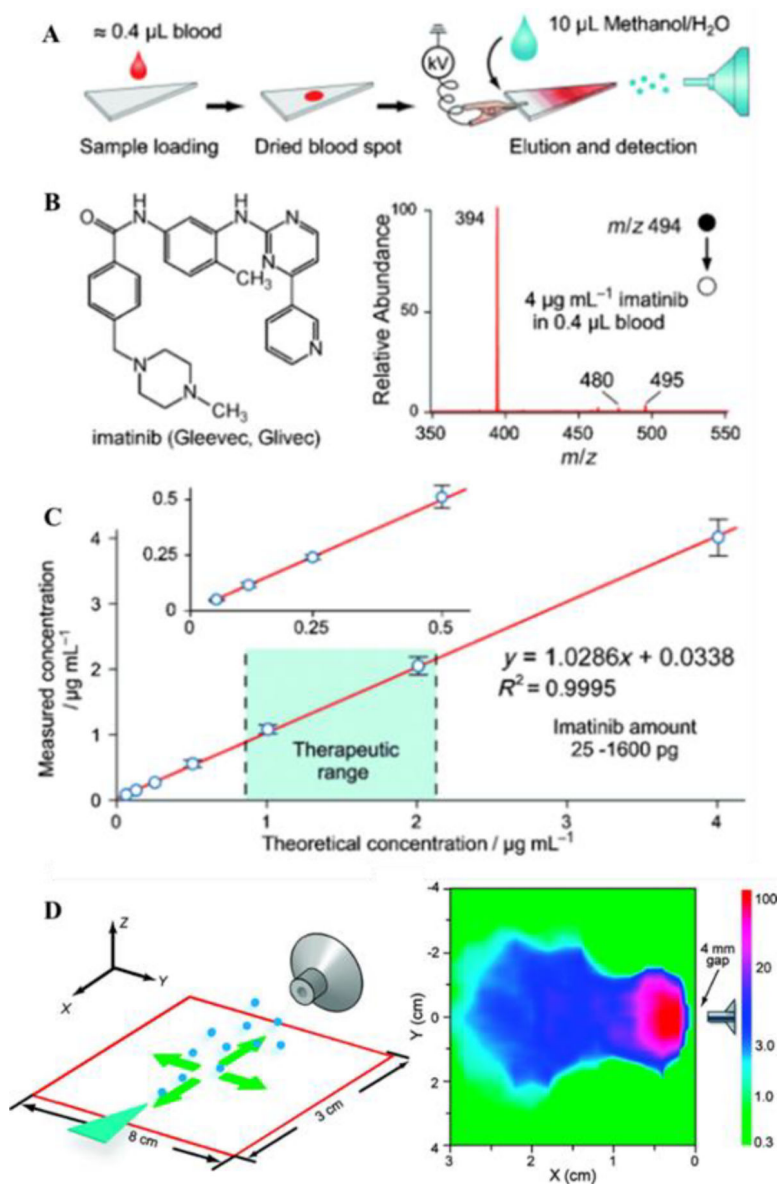 A
≈ 0.4 µL blood
kV
10 µL Methanol/H₂O
Sample loading
Dried blood spot
Elution and detection
B
O
H
N
H
N
N
N
CH₃
N
N
N
CH₃
imatinib (Gleevec, Glivec)
Relative Abundance
100
50
0
394
m/z 494
4 µg mL⁻¹ imatinib
in 0.4 µL blood
480
495
350
400
450
500
550
m/z
C
Measured concentration
/ µg mL⁻¹
4
3
2
1
0
0.5
0.25
0
0
0.25
0.5
y = 1.0286x + 0.0338
R² = 0.9995
Imatinib amount
25 -1600 pg
Therapeutic
range
0
1
2
3
4
Theoretical concentration / µg mL⁻¹
D
Z
Y
X
8 cm
3 cm
Y (cm)
-4
-2
0
2
4
3
2
1
0
X (cm)
4 mm
gap
100
20
3.0
1.0
0.3